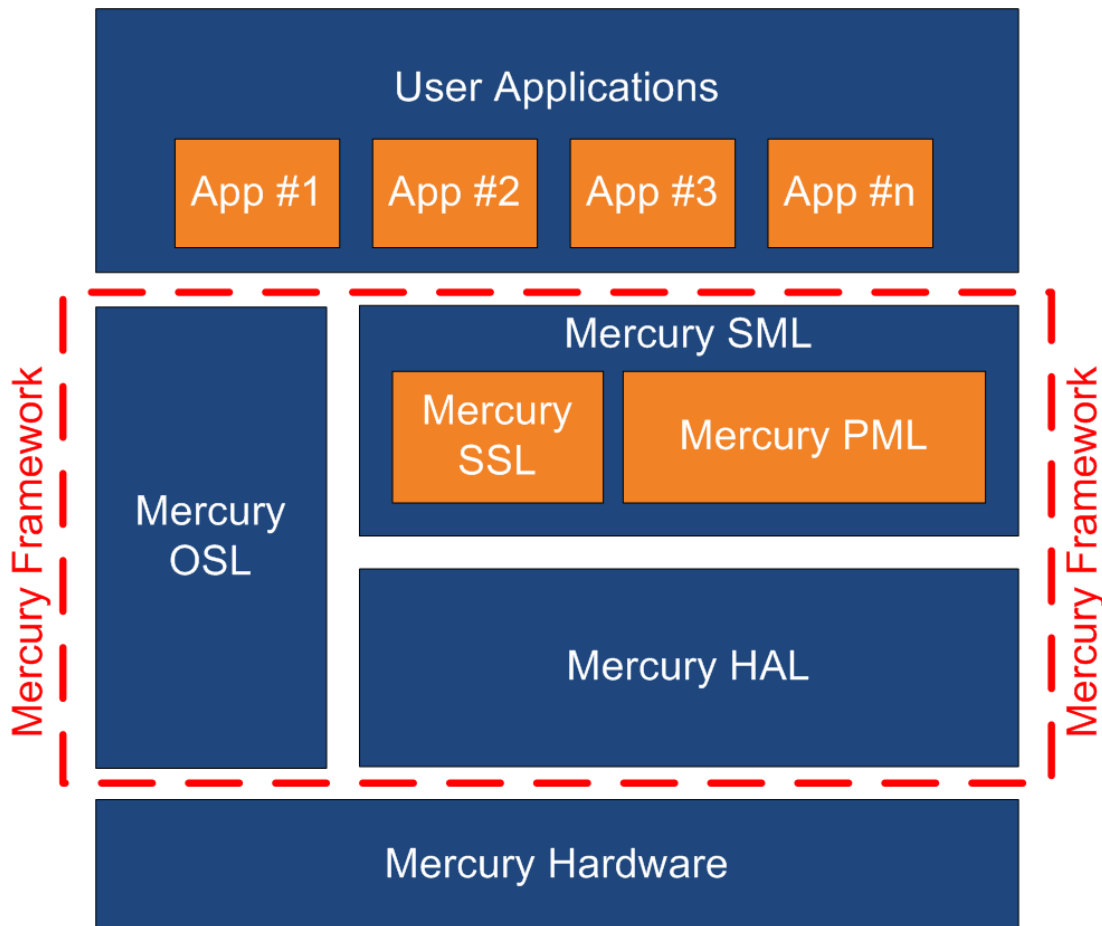 User Applications
App #1
App #2
App #3
App #n
Mercury Framework
Mercury
OSL
Mercury SML
Mercury
SSL
Mercury PML
Mercury HAL
Mercury Framework
Mercury Hardware